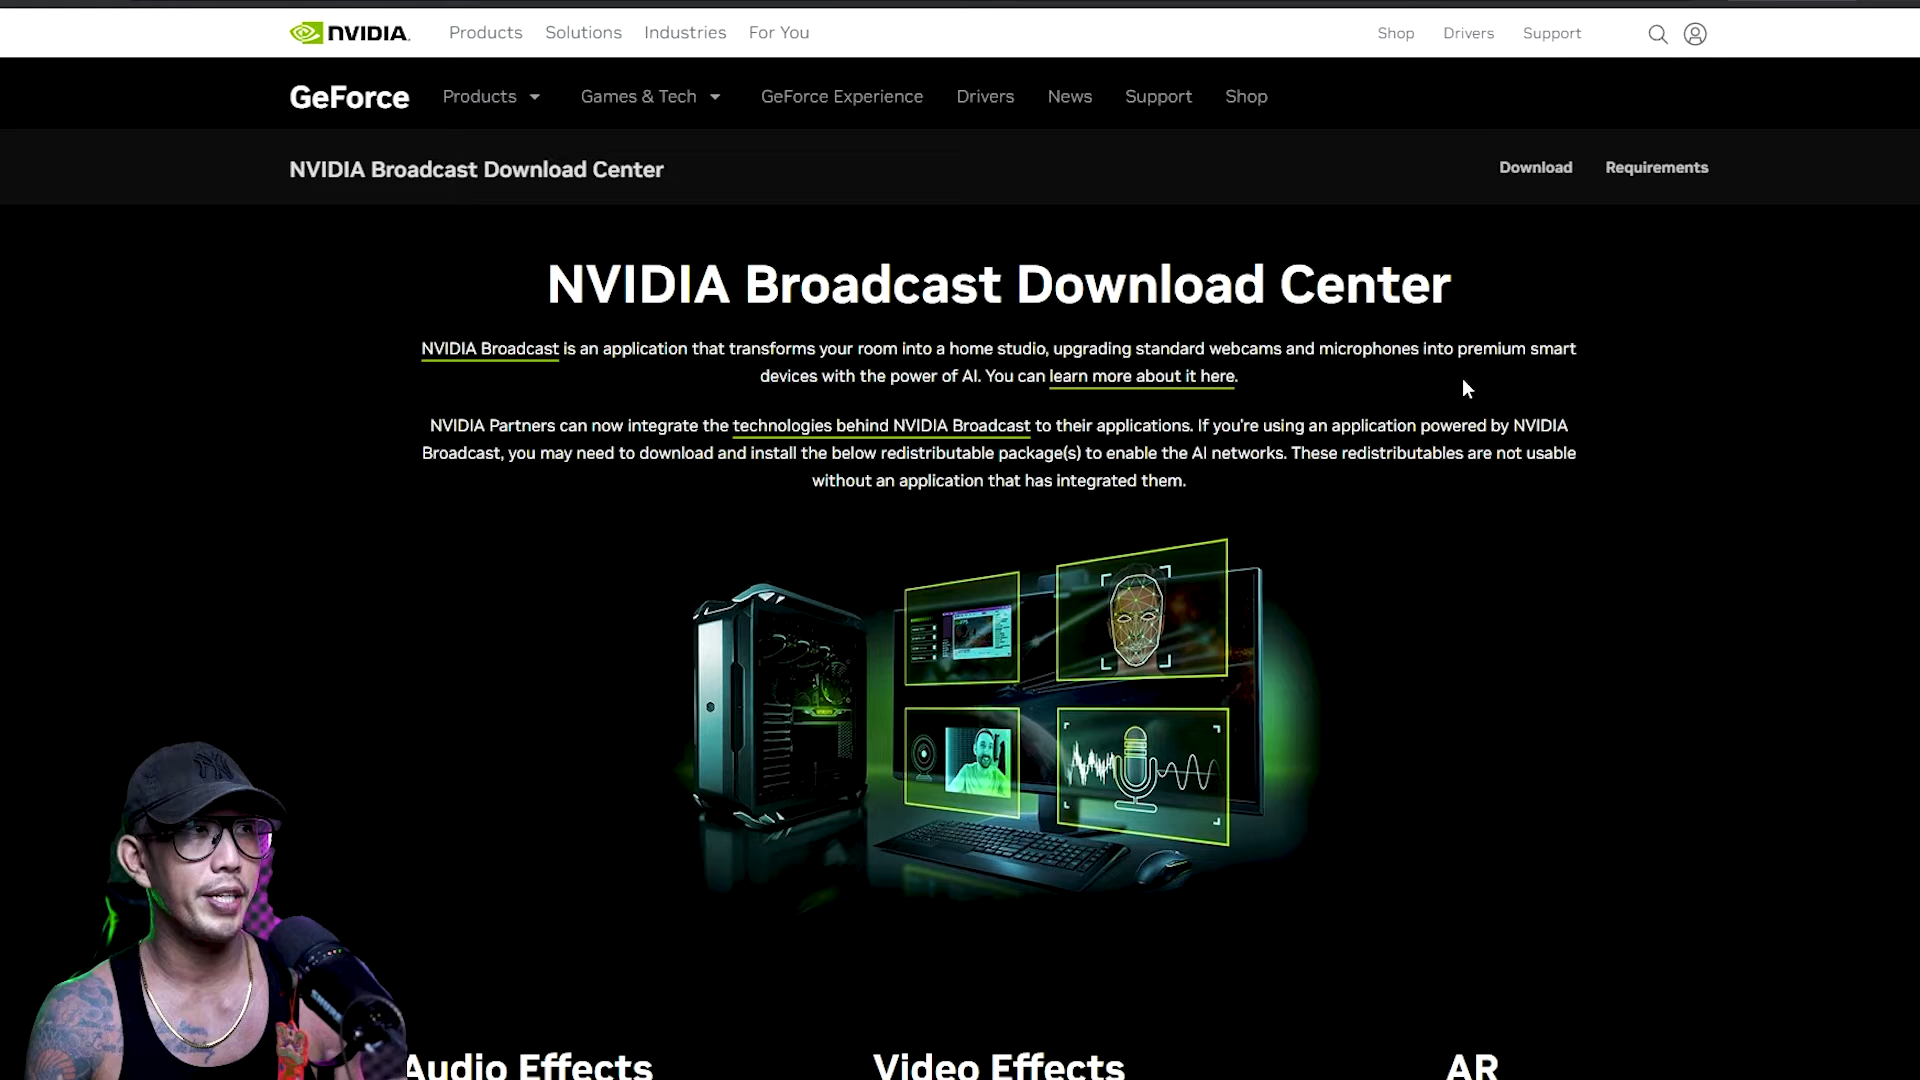 NVIDIA.
Products Solutions Industries For You
Shop Drivers Support
GeForce
Products Games & Tech GeForce Experience Drivers News Support Shop
NVIDIA Broadcast Download Center
Download Requirements
NVIDIA Broadcast Download Center
NVIDIA Broadcast is an application that transforms your room into a home studio, upgrading standard webcams and microphones into premium smart
devices with the power of AI. You can learn more about it here.
NVIDIA Partners can now integrate the technologies behind NVIDIA Broadcast to their applications. If you're using an application powered by NVIDIA
Broadcast, you may need to download and install the below redistributable package(s) to enable the AI networks. These redistributables are not usable
without an application that has integrated them.
NY
Audio Effects
Video Effects
AR